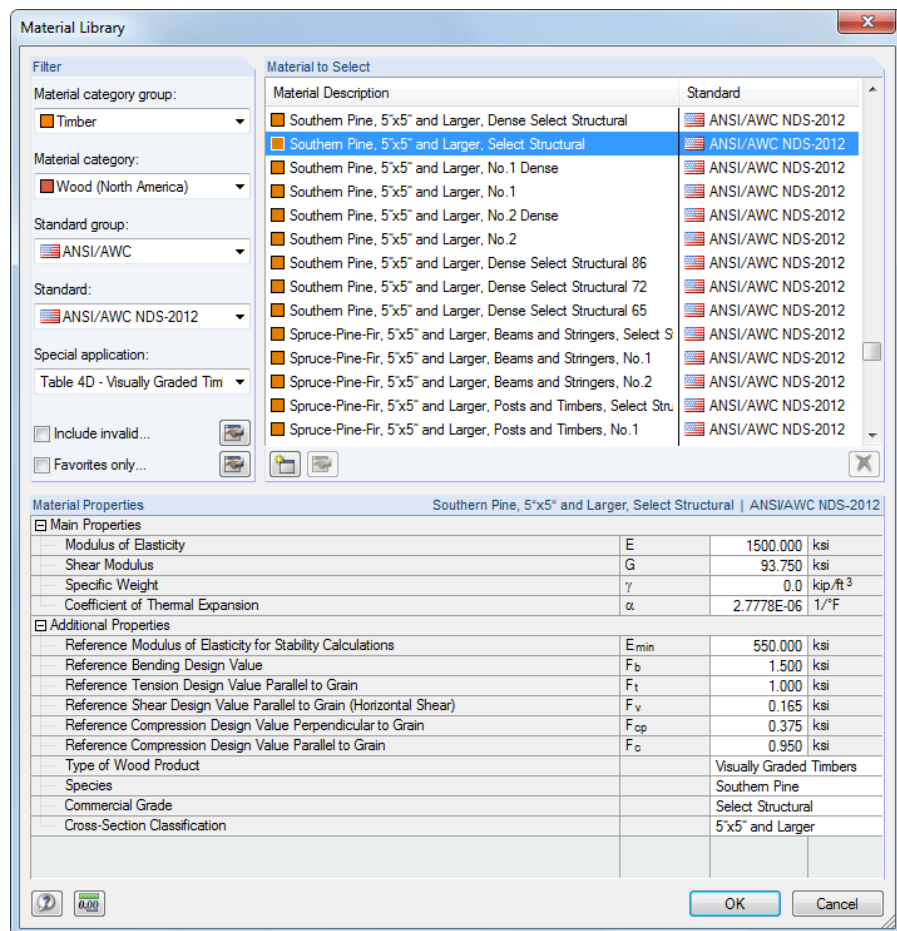 Material Library
Filter
Material category group:
Timber
Material category:
Wood (North America)
Standard group:
ANSI/AWC
Standard:
ANSI/AWC NDS-2012
Special application:
Table 4D - Visually Graded Tim
Include invalid...
Favorites only...
Material to Select
Material Description Standard
Southern Pine, 5"x5" and Larger, Dense Select Structural ANSI/AWC NDS-2012
Southern Pine, 5"x5" and Larger, Select Structural ANSI/AWC NDS-2012
Southern Pine, 5"x5" and Larger, No.1 Dense ANSI/AWC NDS-2012
Southern Pine, 5"x5" and Larger, No.1 ANSI/AWC NDS-2012
Southern Pine, 5"x5" and Larger, No.2 Dense ANSI/AWC NDS-2012
Southern Pine, 5"x5" and Larger, No.2 ANSI/AWC NDS-2012
Southern Pine, 5"x5" and Larger, Dense Select Structural 86 ANSI/AWC NDS-2012
Southern Pine, 5"x5" and Larger, Dense Select Structural 72 ANSI/AWC NDS-2012
Southern Pine, 5"x5" and Larger, Dense Select Structural 65 ANSI/AWC NDS-2012
Spruce-Pine-Fir, 5"x5" and Larger, Beams and Stringers, Select S ANSI/AWC NDS-2012
Spruce-Pine-Fir, 5"x5" and Larger, Beams and Stringers, No.1 ANSI/AWC NDS-2012
Spruce-Pine-Fir, 5"x5" and Larger, Beams and Stringers, No.2 ANSI/AWC NDS-2012
Spruce-Pine-Fir, 5"x5" and Larger, Posts and Timbers, Select Stru ANSI/AWC NDS-2012
Spruce-Pine-Fir, 5"x5" and Larger, Posts and Timbers, No.1 ANSI/AWC NDS-2012
Material Properties Southern Pine, 5"x5" and Larger, Select Structural | ANSI/AWC NDS-2012
Main Properties
Modulus of Elasticity E 1500.000 ksi
Shear Modulus G 93.750 ksi
Specific Weight γ 0.0 kip/ft 3
Coefficient of Thermal Expansion α 2.7778E-06 1/°F
Additional Properties
Reference Modulus of Elasticity for Stability Calculations E min 550.000 ksi
Reference Bending Design Value F b 1.500 ksi
Reference Tension Design Value Parallel to Grain F t 1.000 ksi
Reference Shear Design Value Parallel to Grain (Horizontal Shear) F v 0.165 ksi
Reference Compression Design Value Perpendicular to Grain F cp 0.375 ksi
Reference Compression Design Value Parallel to Grain F c 0.950 ksi
Type of Wood Product Visually Graded Timbers
Species Southern Pine
Commercial Grade Select Structural
Cross-Section Classification 5"x5" and Larger
0.00
OK
Cancel